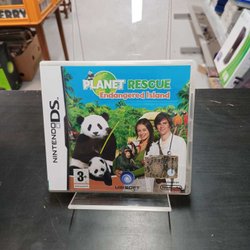 PLANET RESCUE
Endangered Island
NINTENDO DS
3+
UBISOFT